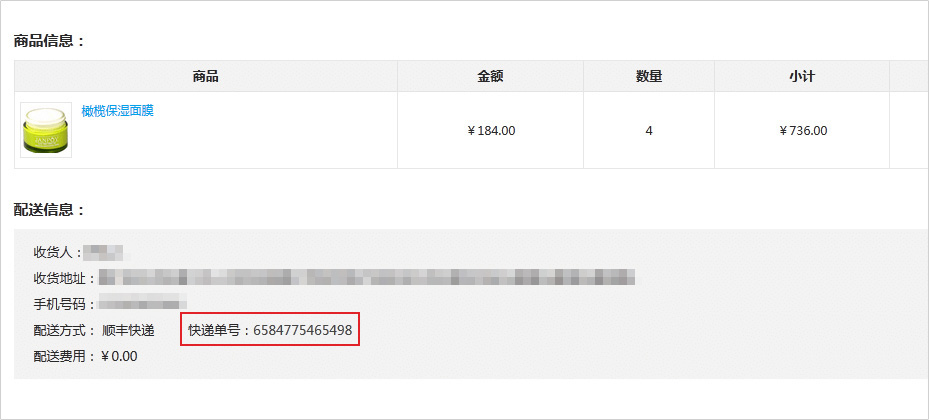 商品信息：
商品 金额 数量 小计
橄榄保湿面膜
￥184.00 4 ￥736.00
配送信息：
收货人：
收货地址：
手机号码：
配送方式： 顺丰快递 快递单号：6584775465498
配送费用：￥0.00